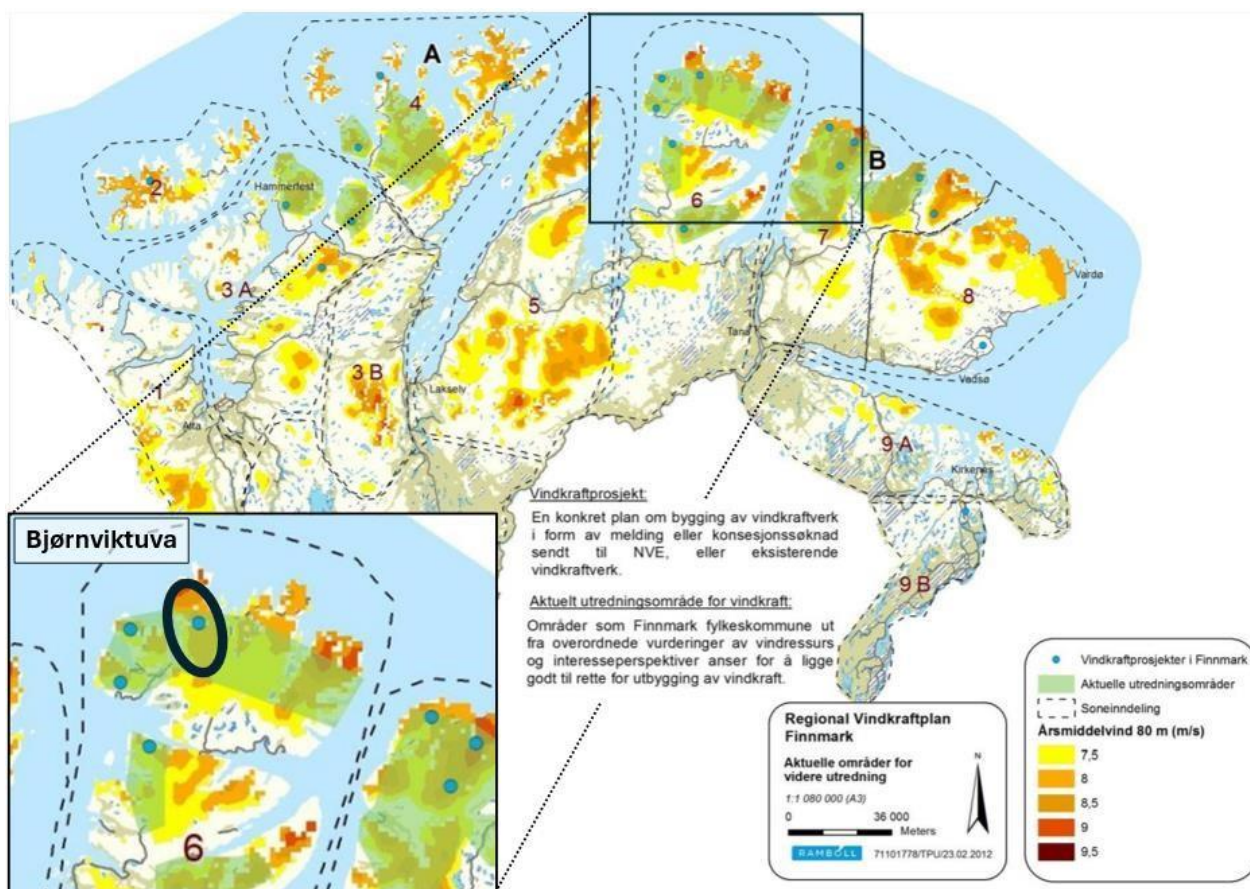 A
4
B
2
Hammerfest
6
7
3 A
5
8
Vardø
Tana
3 B
Vadsø
1
Lakselv
Alta
9 A
Kirkenes
9 B
Vindkraftprosjekt:
En konkret plan om bygging av vindkraftverk
i form av melding eller konsesjonssøknad
sendt til NVE, eller eksisterende
vindkraftverk.
Aktuelt utredningsområde for vindkraft:
Områder som Finnmark fylkeskommune ut
fra overordnede vurderinger av vindressurs
og interesseperspektiver anser for å ligge
godt til rette for utbygging av vindkraft.
Bjørnviktuva
6
Regional Vindkraftplan
Finnmark
Aktuelle områder for
videre utredning
1:1 080 000 (A3)
0 36 000
Meters
N
RAMBOLL 71101778/TPU/23.02.2012
Vindkraftprosjekter i Finnmark
Aktuelle utredningsområder
Soneinndeling
Årsmiddelvind 80 m (m/s)
7,5
8
8,5
9
9,5